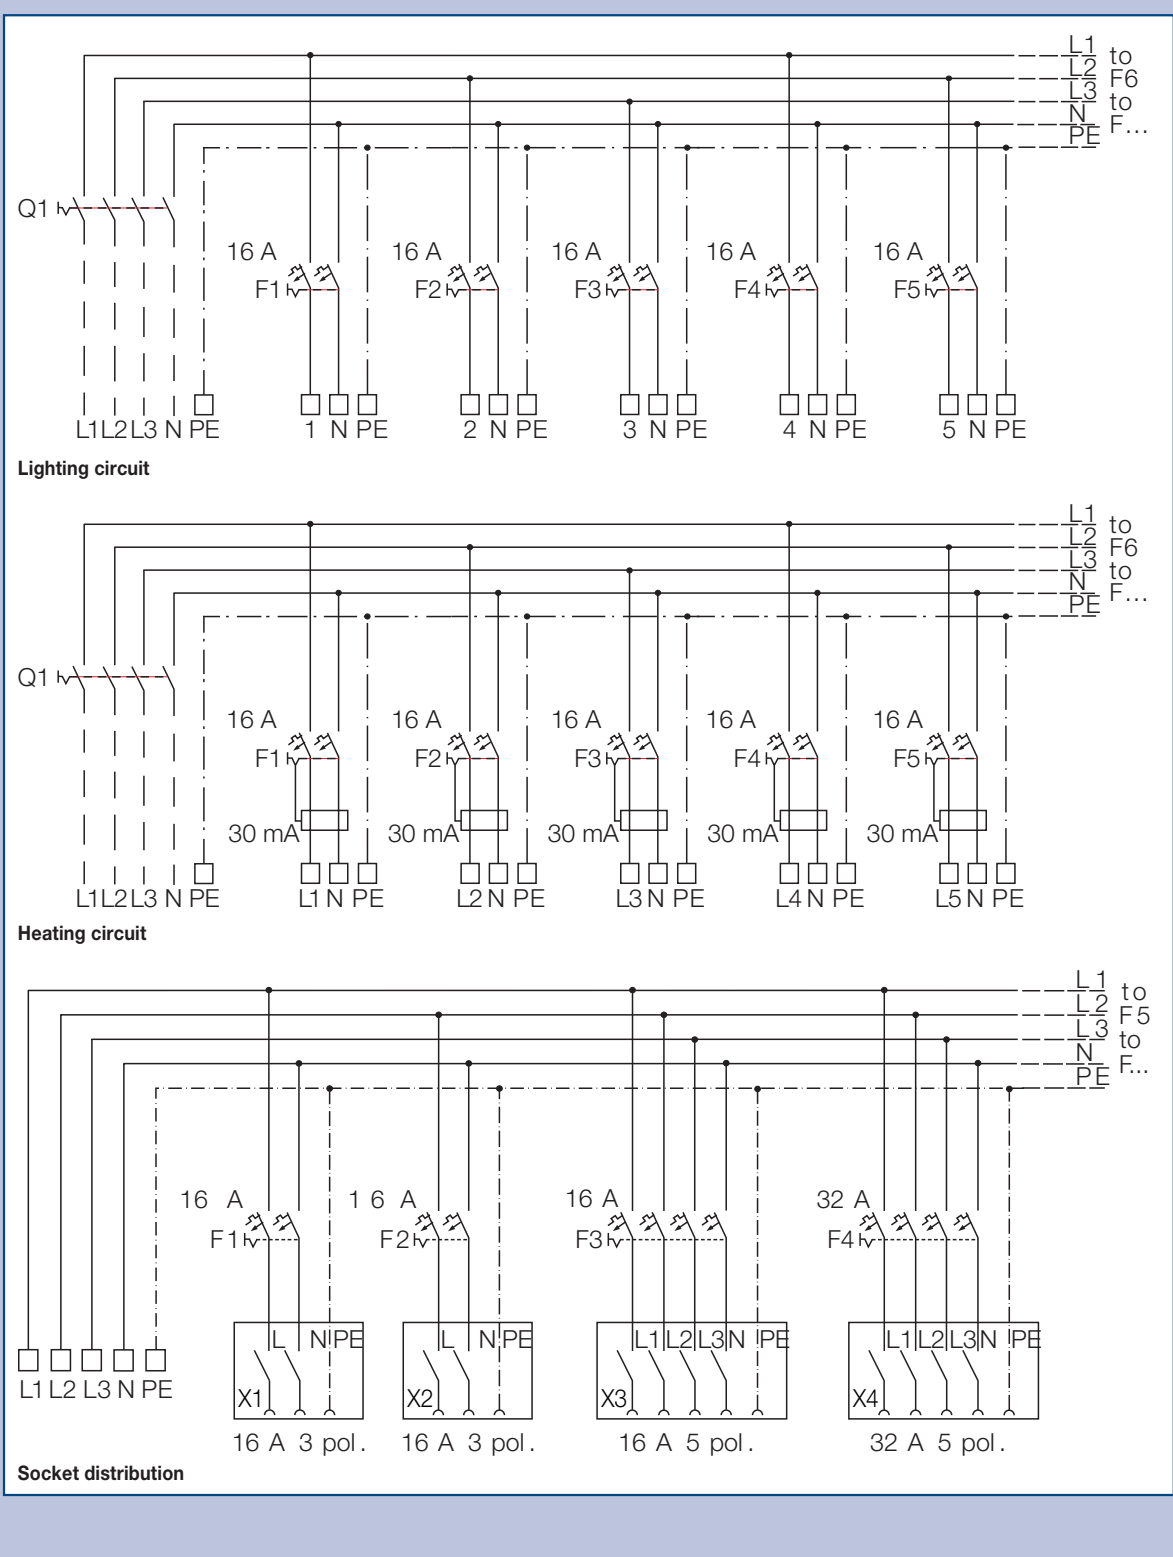 L1 to
L2 F6
L3 to
N F...
PE
Q1
16 A 16 A 16 A 16 A 16 A
F1 F2 F3 F4 F5
L1 L2 L3 N PE 1 N PE 2 N PE 3 N PE 4 N PE 5 N PE
Lighting circuit
L1 to
L2 F6
L3 to
N F...
PE
Q1
16 A 16 A 16 A 16 A 16 A
F1 F2 F3 F4 F5
30 mA 30 mA 30 mA 30 mA 30 mA
L1 L2 L3 N PE L1 N PE L2 N PE L3 N PE L4 N PE L5 N PE
Heating circuit
L1 to
L2 F5
L3 to
N F...
PE
16 A 16 A 16 A 32 A
F1 F2 F3 F4
L N PE L N PE L1 L2 L3 N PE L1 L2 L3 N PE
L1 L2 L3 N PE
X1 X2 X3 X4
16 A 3 pol. 16 A 3 pol. 16 A 5 pol. 32 A 5 pol.
Socket distribution